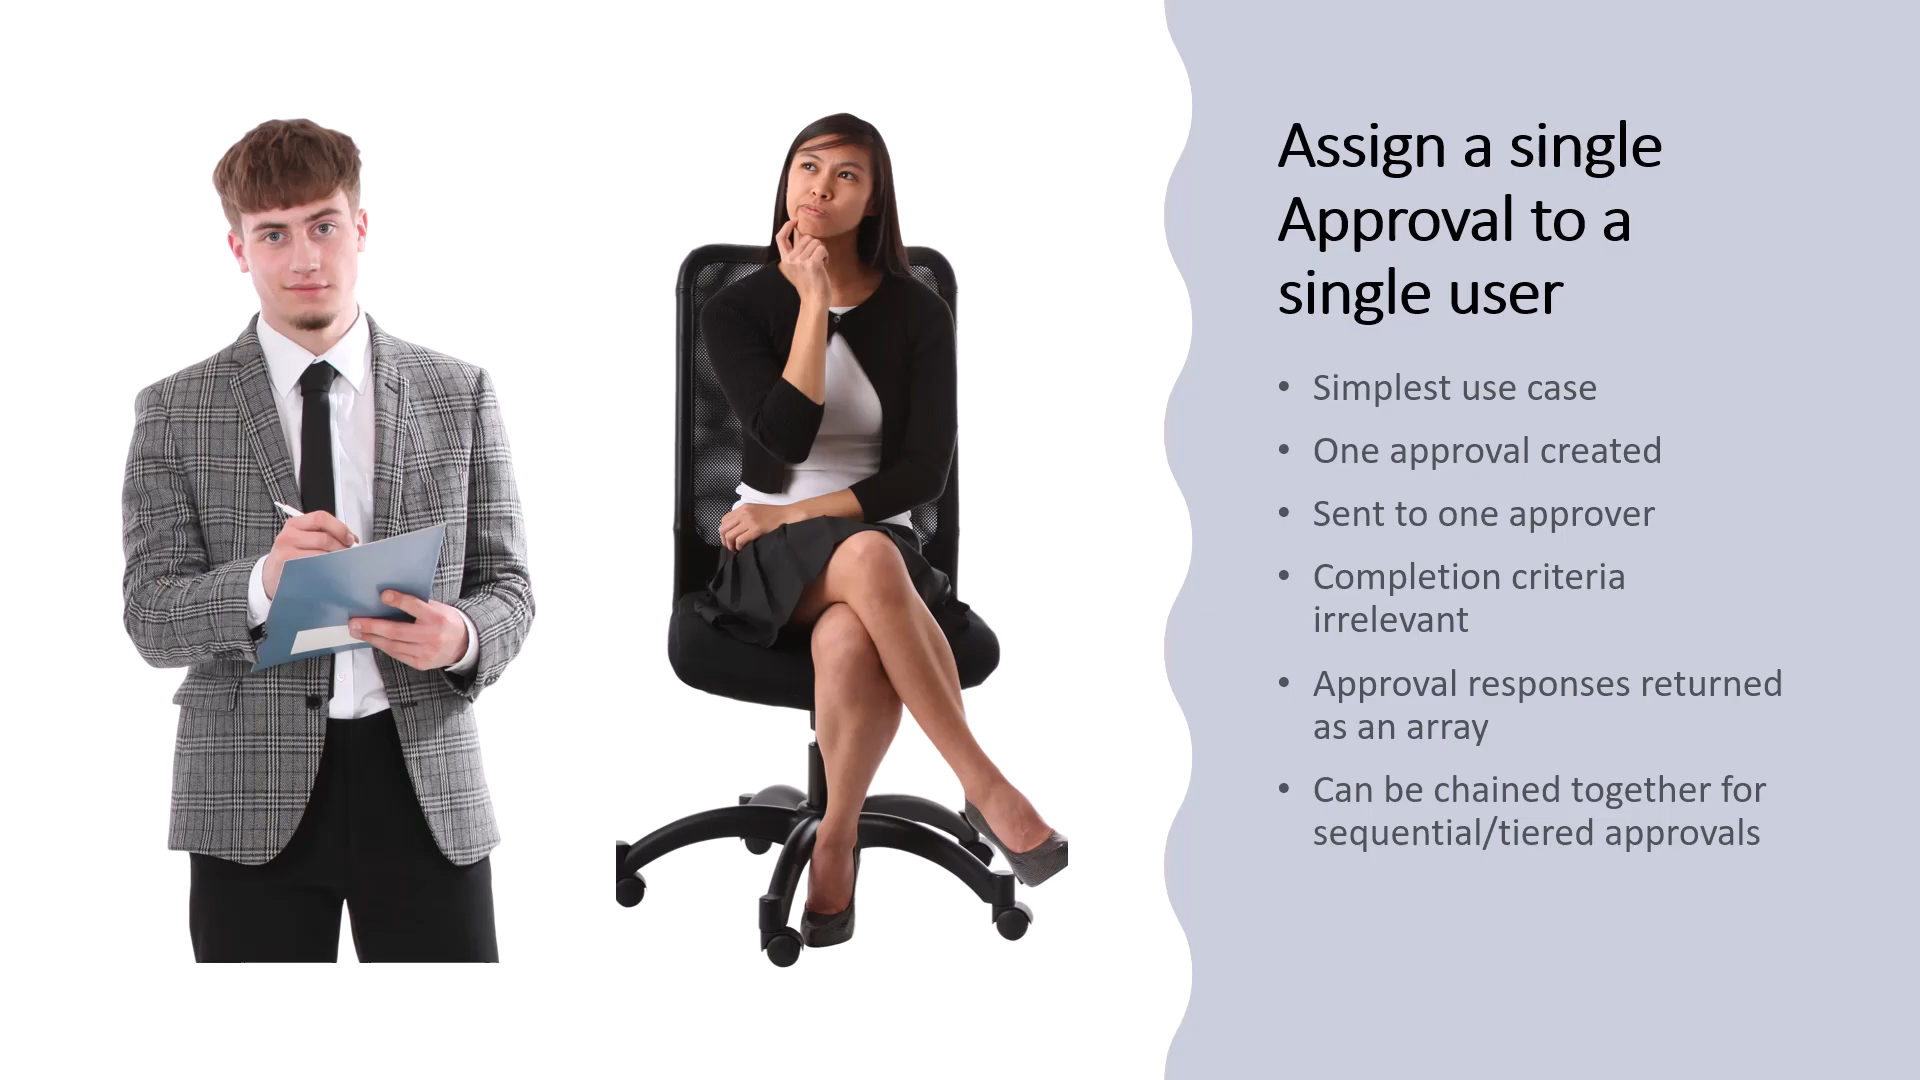 Assign a single
Approval to a
single user
• Simplest use case
• One approval created
• Sent to one approver
• Completion criteria
irrelevant
• Approval responses returned
as an array
• Can be chained together for
sequential/tiered approvals